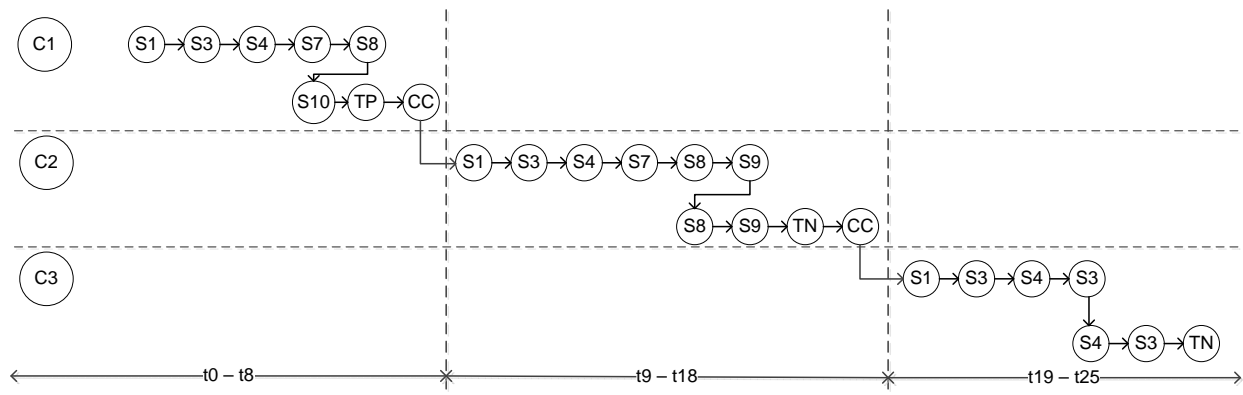 C1 S1 S3 S4 S7 S8
S10 TP CC
C2 S1 S3 S4 S7 S8 S9
S8 S9 TN CC
C3 S1 S3 S4 S3
S4 S3 TN
t0 – t8 t9 – t18 t19 – t25